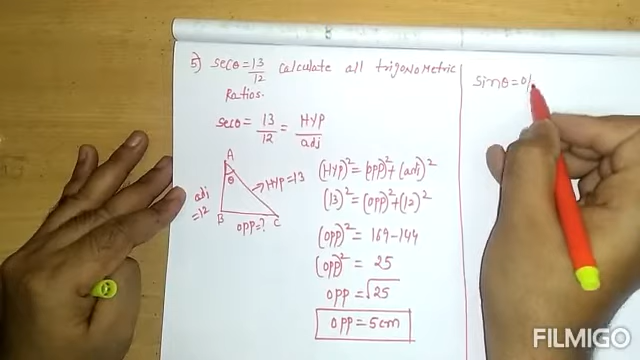 5) secθ = 13/12 calculate all trigonometric
Ratios.
secθ = 13/12 = Hyp/adj
A
θ
Hyp = 13
adj
= 12
B
C
opp = ?
(Hyp)² = (opp)² + (adj)²
(13)² = (opp)² + (12)²
(opp)² = 169 - 144
(opp)² = 25
opp = √25
opp = 5cm
sinθ = o/
FILMIGO